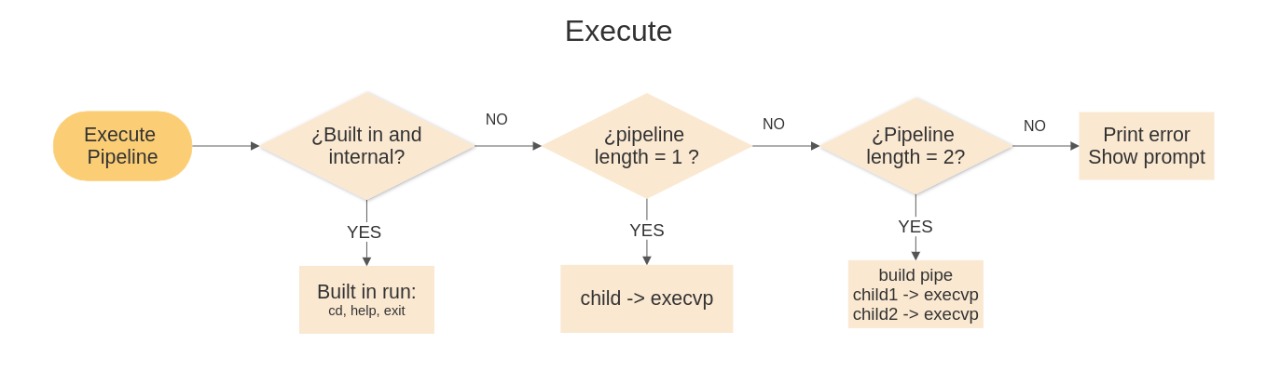 Execute
Execute
Pipeline
¿Built in and
internal?
NO
¿pipeline
length = 1 ?
NO
¿Pipeline
length = 2?
NO
Print error
Show prompt
YES
Built in run:
cd, help, exit
YES
child -> execvp
YES
build pipe
child1 -> execvp
child2 -> execvp